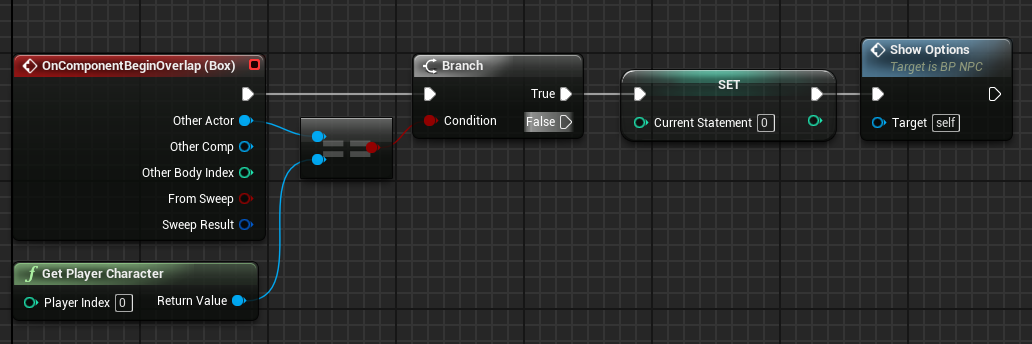 OnComponentBeginOverlap (Box)
Other Actor
Other Comp
Other Body Index
From Sweep
Sweep Result
Get Player Character
Player Index 0
Return Value
==
Branch
True
Condition
False
SET
Current Statement 0
Show Options
Target is BP NPC
Target self